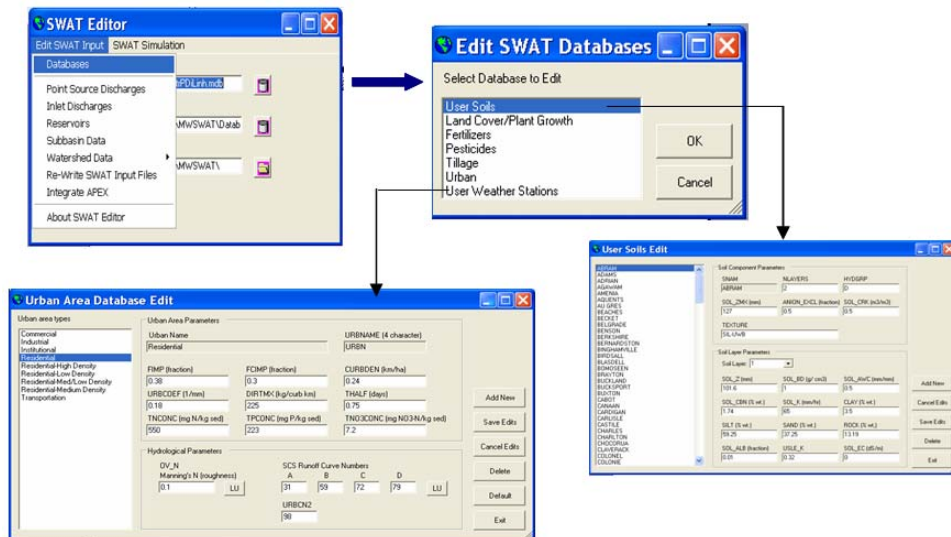 SWAT Editor
Edit SWAT Input SWAT Simulation
Databases
Point Source Discharges
Inlet Discharges
Reservoirs
Subbasin Data
Watershed Data
Re-Write SWAT Input Files
Integrate APEX
About SWAT Editor
hPDiLinh.mdb
\MWSWAT\Datab
\MWSWAT\
Edit SWAT Databases
Select Database to Edit
User Soils
Land Cover/Plant Growth
Fertilizers
Pesticides
Tillage
Urban
User Weather Stations
OK
Cancel
Urban Area Database Edit
Urban area types
Commercial
Industrial
Institutional
Residential
Residential-High Density
Residential-Low Density
Residential-Med/Low Density
Residential-Medium Density
Transportation
Urban Area Parameters
Urban Name URBNAME (4 character)
Residential URBN
FIMP (fraction) FCIMP (fraction) CURBDEN (km/ha)
0.38 0.3 0.24
URBCOEF (1/mm) DIRTMX (kg/curb km) THALF (days)
0.18 225 0.75
TNCONC (mg N/kg sed) TPCONC (mg P/kg sed) TNO3CONC (mg NO3-N/kg sed)
550 223 7.2
Hydrological Parameters
OV_N SCS Runoff Curve Numbers
Manning's N (roughness) A B C D
0.1 LU 31 59 72 79 LU
URBCN2
98
Add New
Save Edits
Cancel Edits
Delete
Default
Exit
User Soils Edit
ABRAM
ADAMS
ADRIAN
AGAWAM
AMENIA
AQUENTS
AU GRES
BEACHES
BECKET
BELGRADE
BENSON
BERKSHIRE
BERNARDSTON
BINGHAMVILLE
BIRDSALL
BLASDELL
BOMOSEEN
BRAYTON
BUCKLAND
BUCKSPORT
BUXTON
CABOT
CANAAN
CARDIGAN
CARLISLE
CASTILE
CHARLES
CHARLTON
CHOCORUA
CLAVERACK
COLONEL
COLONIE
Soil Component Parameters
SNAM NLAYERS HYDGRP
ABRAM 2 D
SOL_ZMX (mm) ANION_EXCL (fraction) SOL_CRK (m3/m3)
127 0.5 0.5
TEXTURE
SIL-UWB
Soil Layer Parameters
Soil Layer: 1
SOL_Z (mm) SOL_BD (g/ cm3) SOL_AWC (mm/mm)
101.6 1 0.5
SOL_CBN (% wt.) SOL_K (mm/hr) CLAY (% wt.)
1.74 65 3.5
SILT (% wt.) SAND (% wt.) ROCK (% wt.)
59.25 37.25 13.19
SOL_ALB (fraction) USLE_K SOL_EC (dS/m)
0.01 0.32 0
Add New
Cancel Edits
Save Edits
Delete
Exit